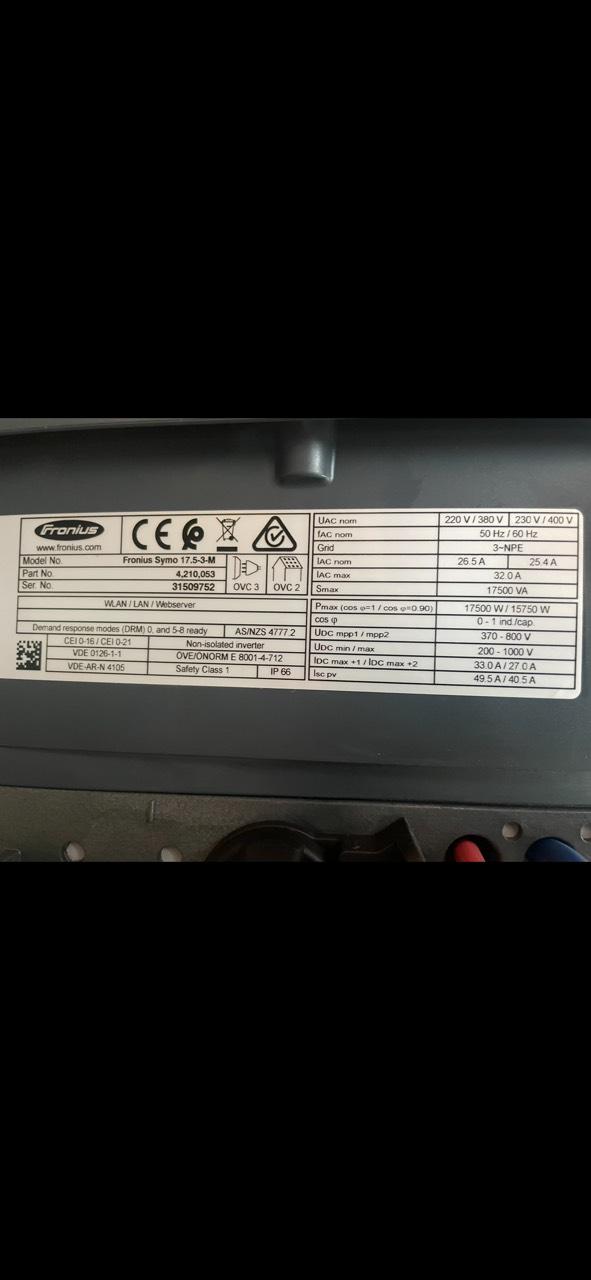 Fronius
www.fronius.com
CE
Model No. Fronius Symo 17.5-3-M
Part No. 4,210,053
Ser. No. 31509752
OVC 3 OVC 2
WLAN / LAN / Webserver
Demand response modes (DRM) 0, and 5-8 ready AS/NZS 4777.2
CEI 0-16 / CEI 0-21 Non-isolated inverter
VDE 0126-1-1 ÖVE/ÖNORM E 8001-4-712
VDE-AR-N 4105 Safety Class 1 IP 66
UAC nom 220 V / 380 V 230 V / 400 V
fAC nom 50 Hz / 60 Hz
Grid 3~NPE
IAC nom 26.5 A 25.4 A
IAC max 32.0 A
Smax 17500 VA
Pmax (cos φ=1 / cos φ=0.90) 17500 W / 15750 W
cos φ 0 - 1 ind./cap.
UDC mpp1 / mpp2 370 - 800 V
UDC min / max 200 - 1000 V
IDC max +1 / IDC max +2 33.0 A / 27.0 A
Isc pv 49.5 A / 40.5 A